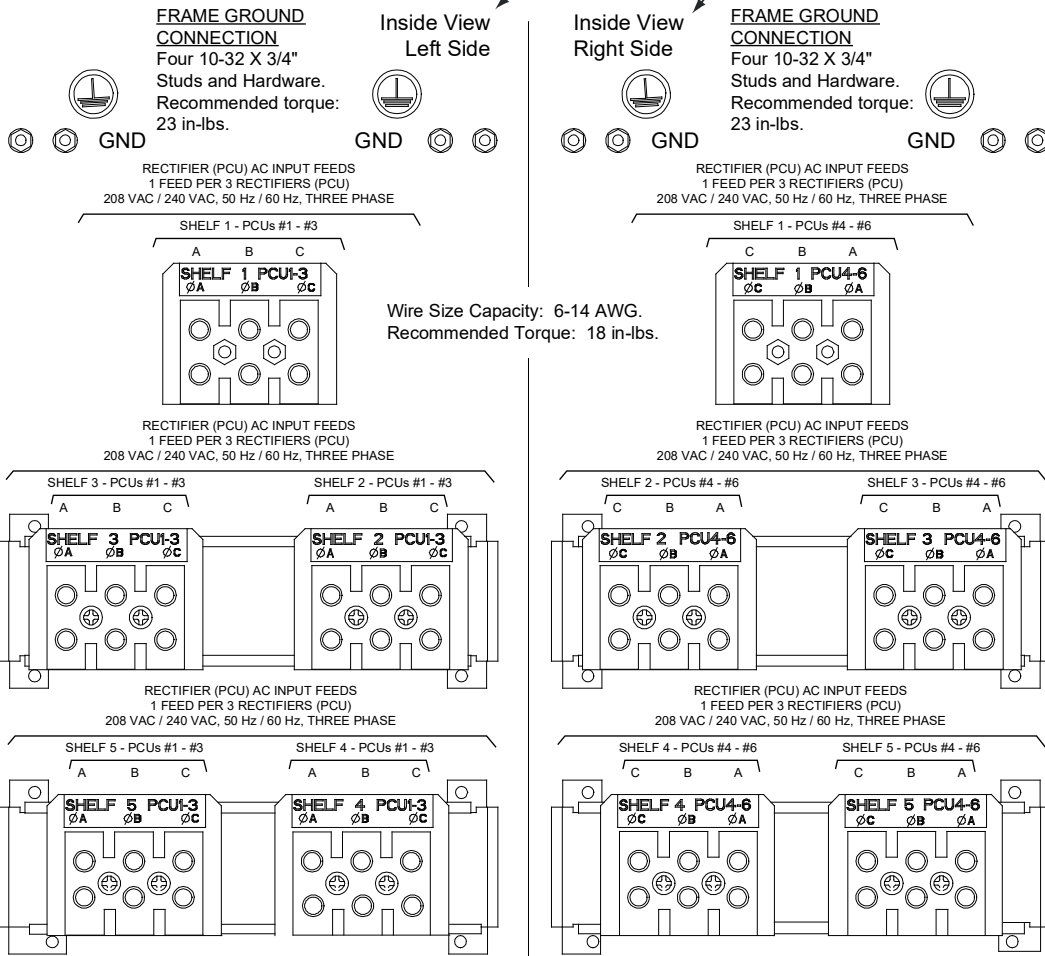 FRAME GROUND
CONNECTION
Four 10-32 X 3/4"
Studs and Hardware.
Recommended torque:
23 in-lbs.
Inside View
Left Side
GND
GND
RECTIFIER (PCU) AC INPUT FEEDS
1 FEED PER 3 RECTIFIERS (PCU)
208 VAC / 240 VAC, 50 Hz / 60 Hz, THREE PHASE
SHELF 1 - PCUs #1 - #3
A B C
SHELF 1 PCU1-3
ØA ØB ØC
Inside View
Right Side
FRAME GROUND
CONNECTION
Four 10-32 X 3/4"
Studs and Hardware.
Recommended torque:
23 in-lbs.
GND
GND
RECTIFIER (PCU) AC INPUT FEEDS
1 FEED PER 3 RECTIFIERS (PCU)
208 VAC / 240 VAC, 50 Hz / 60 Hz, THREE PHASE
SHELF 1 - PCUs #4 - #6
C B A
SHELF 1 PCU4-6
ØC ØB ØA
Wire Size Capacity: 6-14 AWG.
Recommended Torque: 18 in-lbs.
RECTIFIER (PCU) AC INPUT FEEDS
1 FEED PER 3 RECTIFIERS (PCU)
208 VAC / 240 VAC, 50 Hz / 60 Hz, THREE PHASE
SHELF 3 - PCUs #1 - #3
A B C
SHELF 3 PCU1-3
ØA ØB ØC
SHELF 2 - PCUs #1 - #3
A B C
SHELF 2 PCU1-3
ØA ØB ØC
RECTIFIER (PCU) AC INPUT FEEDS
1 FEED PER 3 RECTIFIERS (PCU)
208 VAC / 240 VAC, 50 Hz / 60 Hz, THREE PHASE
SHELF 2 - PCUs #4 - #6
C B A
SHELF 2 PCU4-6
ØC ØB ØA
SHELF 3 - PCUs #4 - #6
C B A
SHELF 3 PCU4-6
ØC ØB ØA
RECTIFIER (PCU) AC INPUT FEEDS
1 FEED PER 3 RECTIFIERS (PCU)
208 VAC / 240 VAC, 50 Hz / 60 Hz, THREE PHASE
SHELF 5 - PCUs #1 - #3
A B C
SHELF 5 PCU1-3
ØA ØB ØC
SHELF 4 - PCUs #1 - #3
A B C
SHELF 4 PCU1-3
ØA ØB ØC
RECTIFIER (PCU) AC INPUT FEEDS
1 FEED PER 3 RECTIFIERS (PCU)
208 VAC / 240 VAC, 50 Hz / 60 Hz, THREE PHASE
SHELF 4 - PCUs #4 - #6
C B A
SHELF 4 PCU4-6
ØC ØB ØA
SHELF 5 - PCUs #4 - #6
C B A
SHELF 5 PCU4-6
ØC ØB ØA